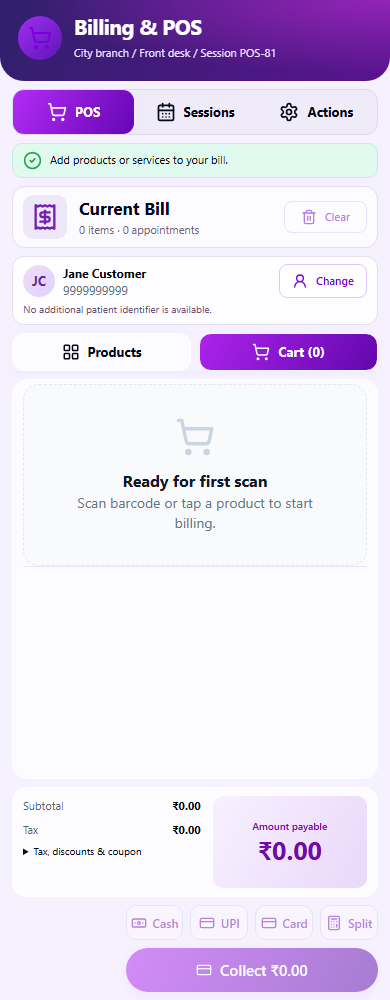 Billing & POS
City branch / Front desk / Session POS-81
POS
Sessions
Actions
Add products or services to your bill.
Current Bill
0 items · 0 appointments
Clear
JC
Jane Customer
9999999999
Change
No additional patient identifier is available.
Products
Cart (0)
Ready for first scan
Scan barcode or tap a product to start
billing.
Subtotal ₹0.00
Tax ₹0.00
Tax, discounts & coupon
Amount payable
₹0.00
Cash
UPI
Card
Split
Collect ₹0.00